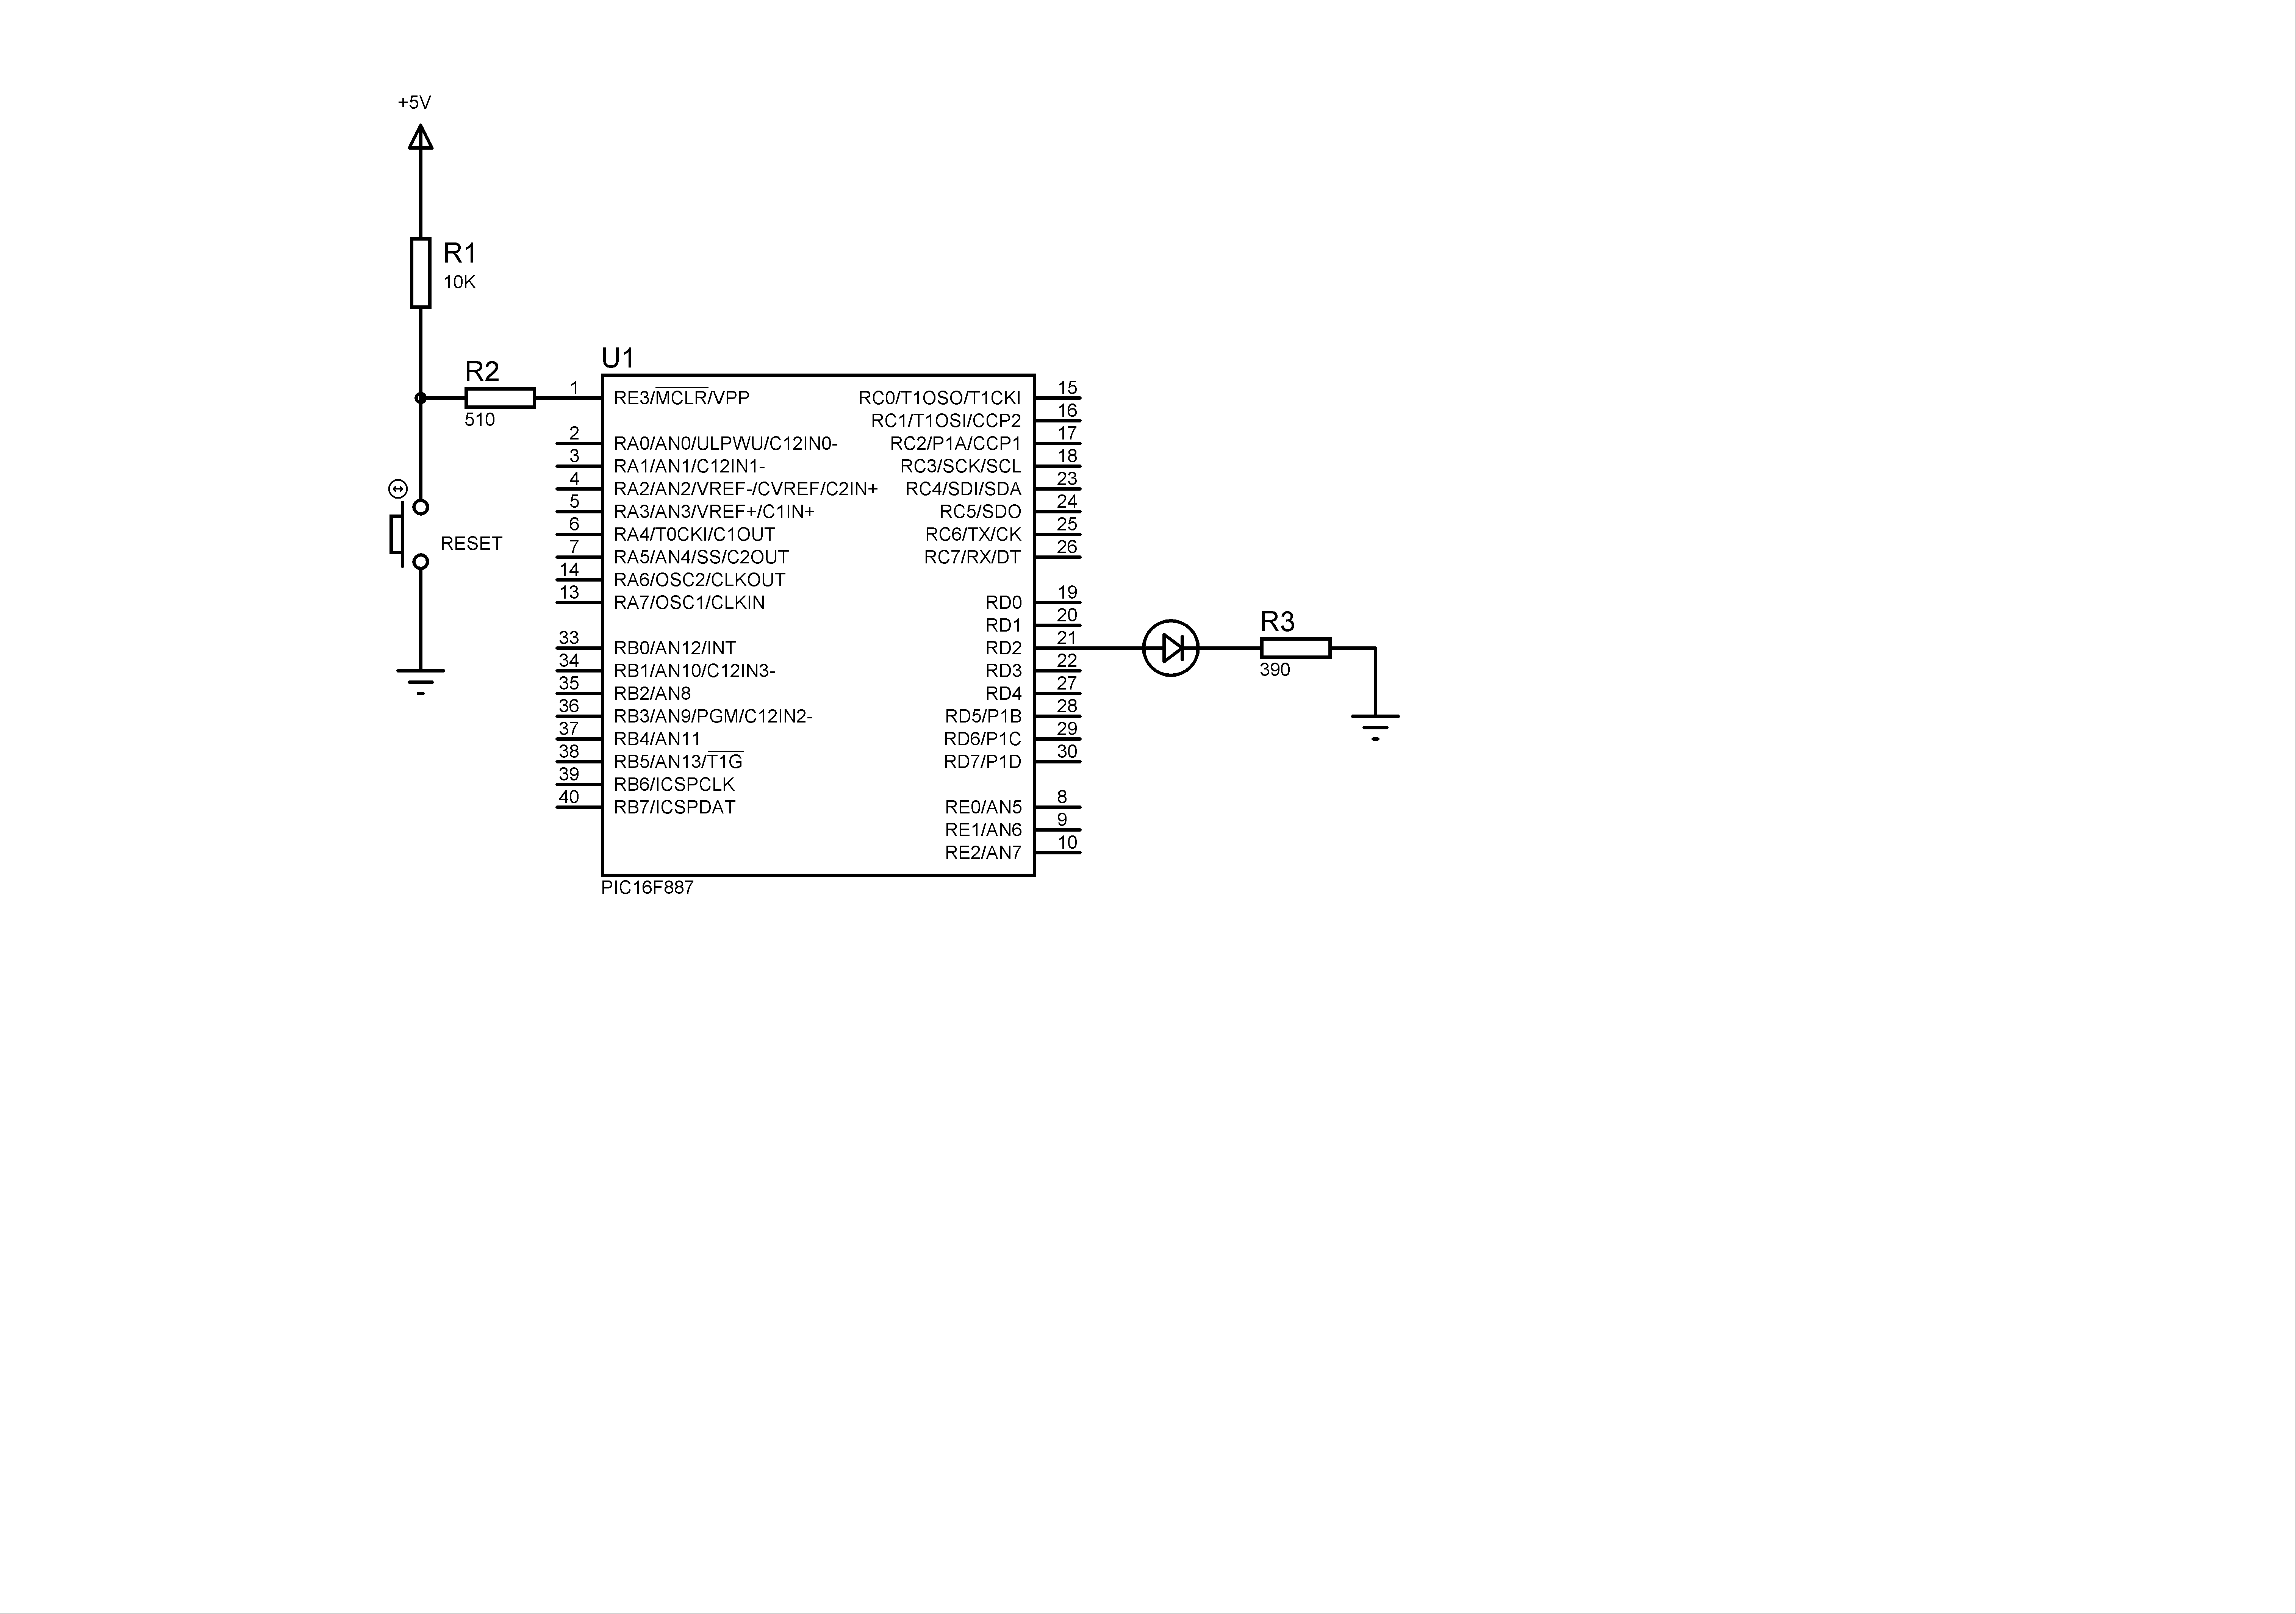 +5V
R1
10K
R2
510
RESET
U1
1 RE3/MCLR/VPP
2 RA0/AN0/ULPWU/C12IN0-
3 RA1/AN1/C12IN1-
4 RA2/AN2/VREF-/CVREF/C2IN+
5 RA3/AN3/VREF+/C1IN+
6 RA4/T0CKI/C1OUT
7 RA5/AN4/SS/C2OUT
14 RA6/OSC2/CLKOUT
13 RA7/OSC1/CLKIN
33 RB0/AN12/INT
34 RB1/AN10/C12IN3-
35 RB2/AN8
36 RB3/AN9/PGM/C12IN2-
37 RB4/AN11
38 RB5/AN13/T1G
39 RB6/ICSPCLK
40 RB7/ICSPDAT
RC0/T1OSO/T1CKI 15
RC1/T1OSI/CCP2 16
RC2/P1A/CCP1 17
RC3/SCK/SCL 18
RC4/SDI/SDA 23
RC5/SDO 24
RC6/TX/CK 25
RC7/RX/DT 26
RD0 19
RD1 20
RD2 21
RD3 22
RD4 27
RD5/P1B 28
RD6/P1C 29
RD7/P1D 30
RE0/AN5 8
RE1/AN6 9
RE2/AN7 10
PIC16F887
R3
390